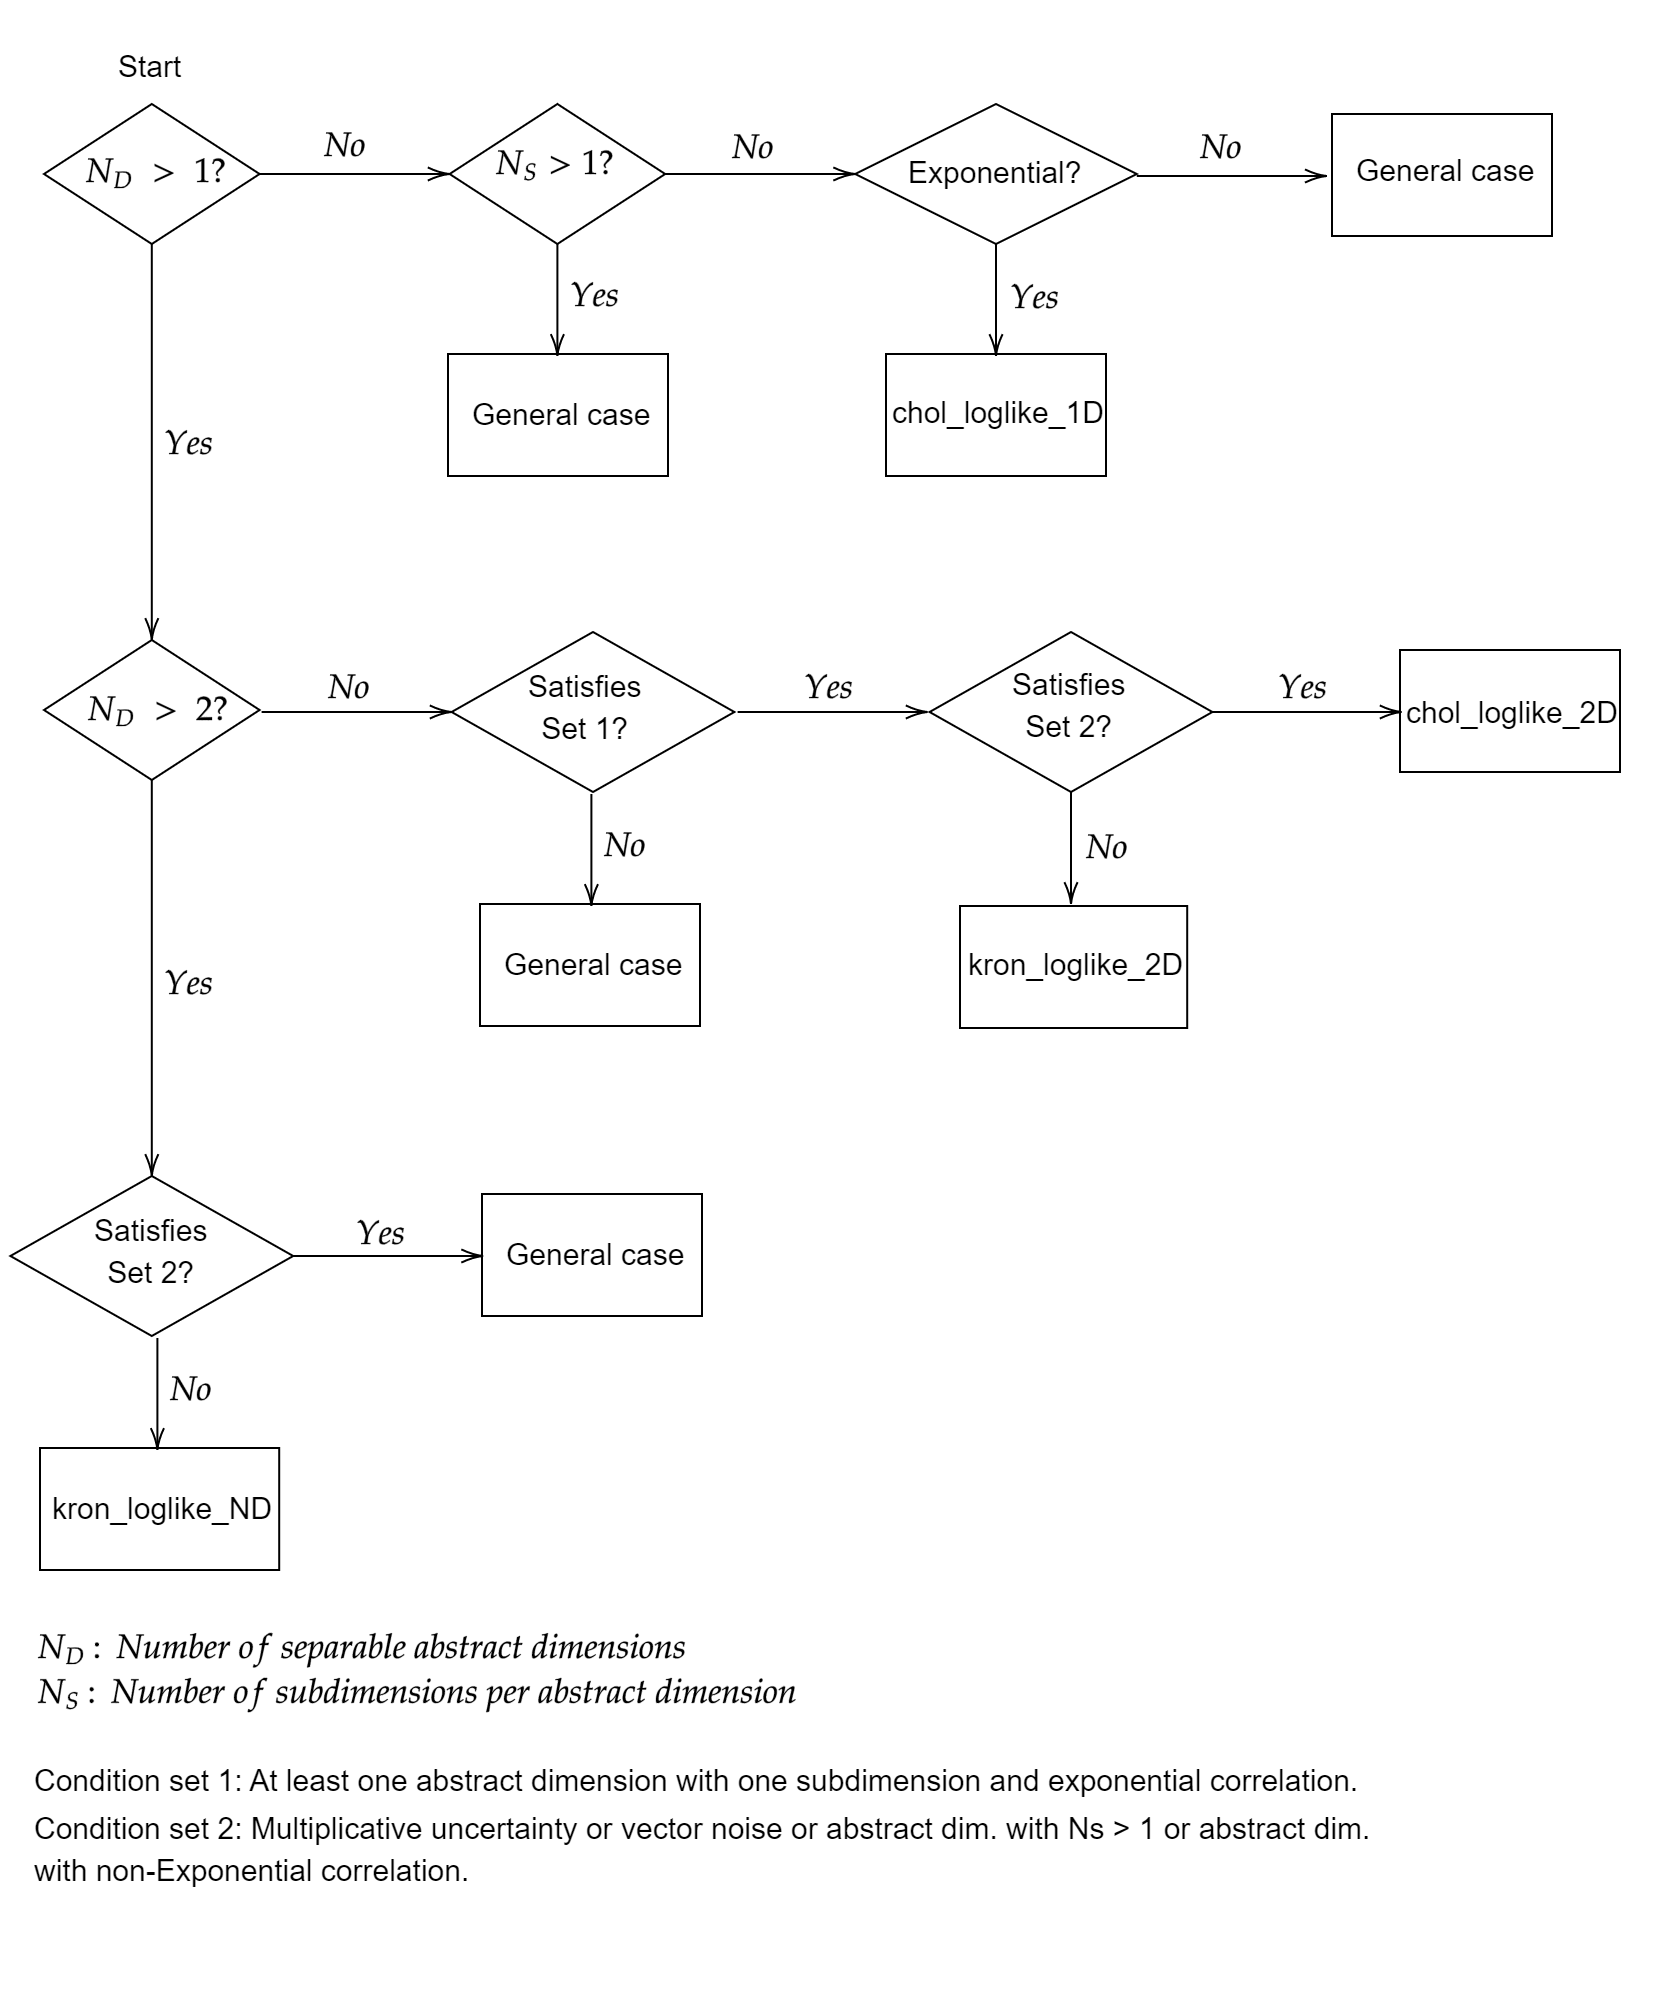 Start
N_D > 1?
No
N_S > 1?
No
Exponential?
No
General case
Yes
Yes
Yes
General case
chol_loglike_1D
N_D > 2?
No
Satisfies
Set 1?
Yes
Satisfies
Set 2?
Yes
chol_loglike_2D
No
No
General case
kron_loglike_2D
Yes
Satisfies
Set 2?
Yes
General case
No
kron_loglike_ND
N_D : Number of separable abstract dimensions
N_S : Number of subdimensions per abstract dimension
Condition set 1: At least one abstract dimension with one subdimension and exponential correlation.
Condition set 2: Multiplicative uncertainty or vector noise or abstract dim. with Ns > 1 or abstract dim.
with non-Exponential correlation.